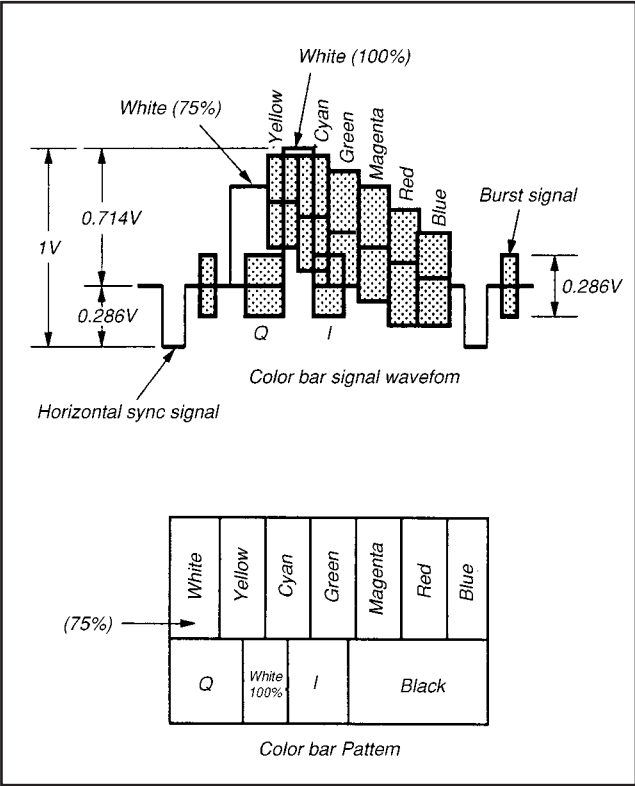 White (100%)
White (75%)
Yellow
Cyan
Green
Magenta
Red
Blue
Burst signal
0.714V
1V
0.286V
0.286V
Q
I
Color bar signal wavefom
Horizontal sync signal
White
Yellow
Cyan
Green
Magenta
Red
Blue
(75%)
Q
White
100%
I
Black
Color bar Pattem